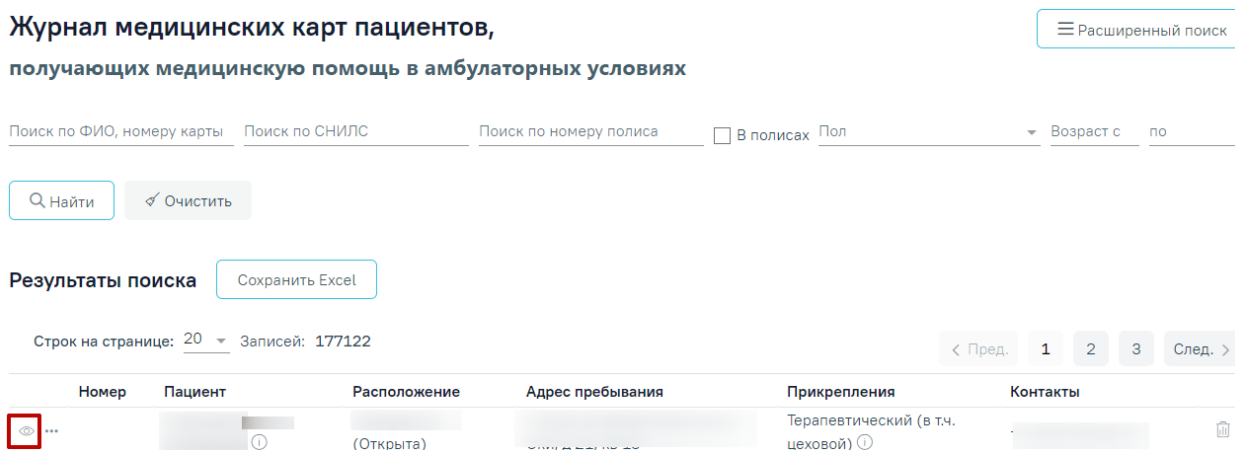 Журнал медицинских карт пациентов,
Расширенный поиск
получающих медицинскую помощь в амбулаторных условиях
Поиск по ФИО, номеру карты Поиск по СНИЛС Поиск по номеру полиса В полисах Пол Возраст с по
Найти Очистить
Результаты поиска Сохранить Excel
Строк на странице: 20 Записей: 177122 Пред. 1 2 3 След.
Номер Пациент Расположение Адрес пребывания Прикрепления Контакты
Терапевтический (в т.ч.
(Открыта) цеховой)